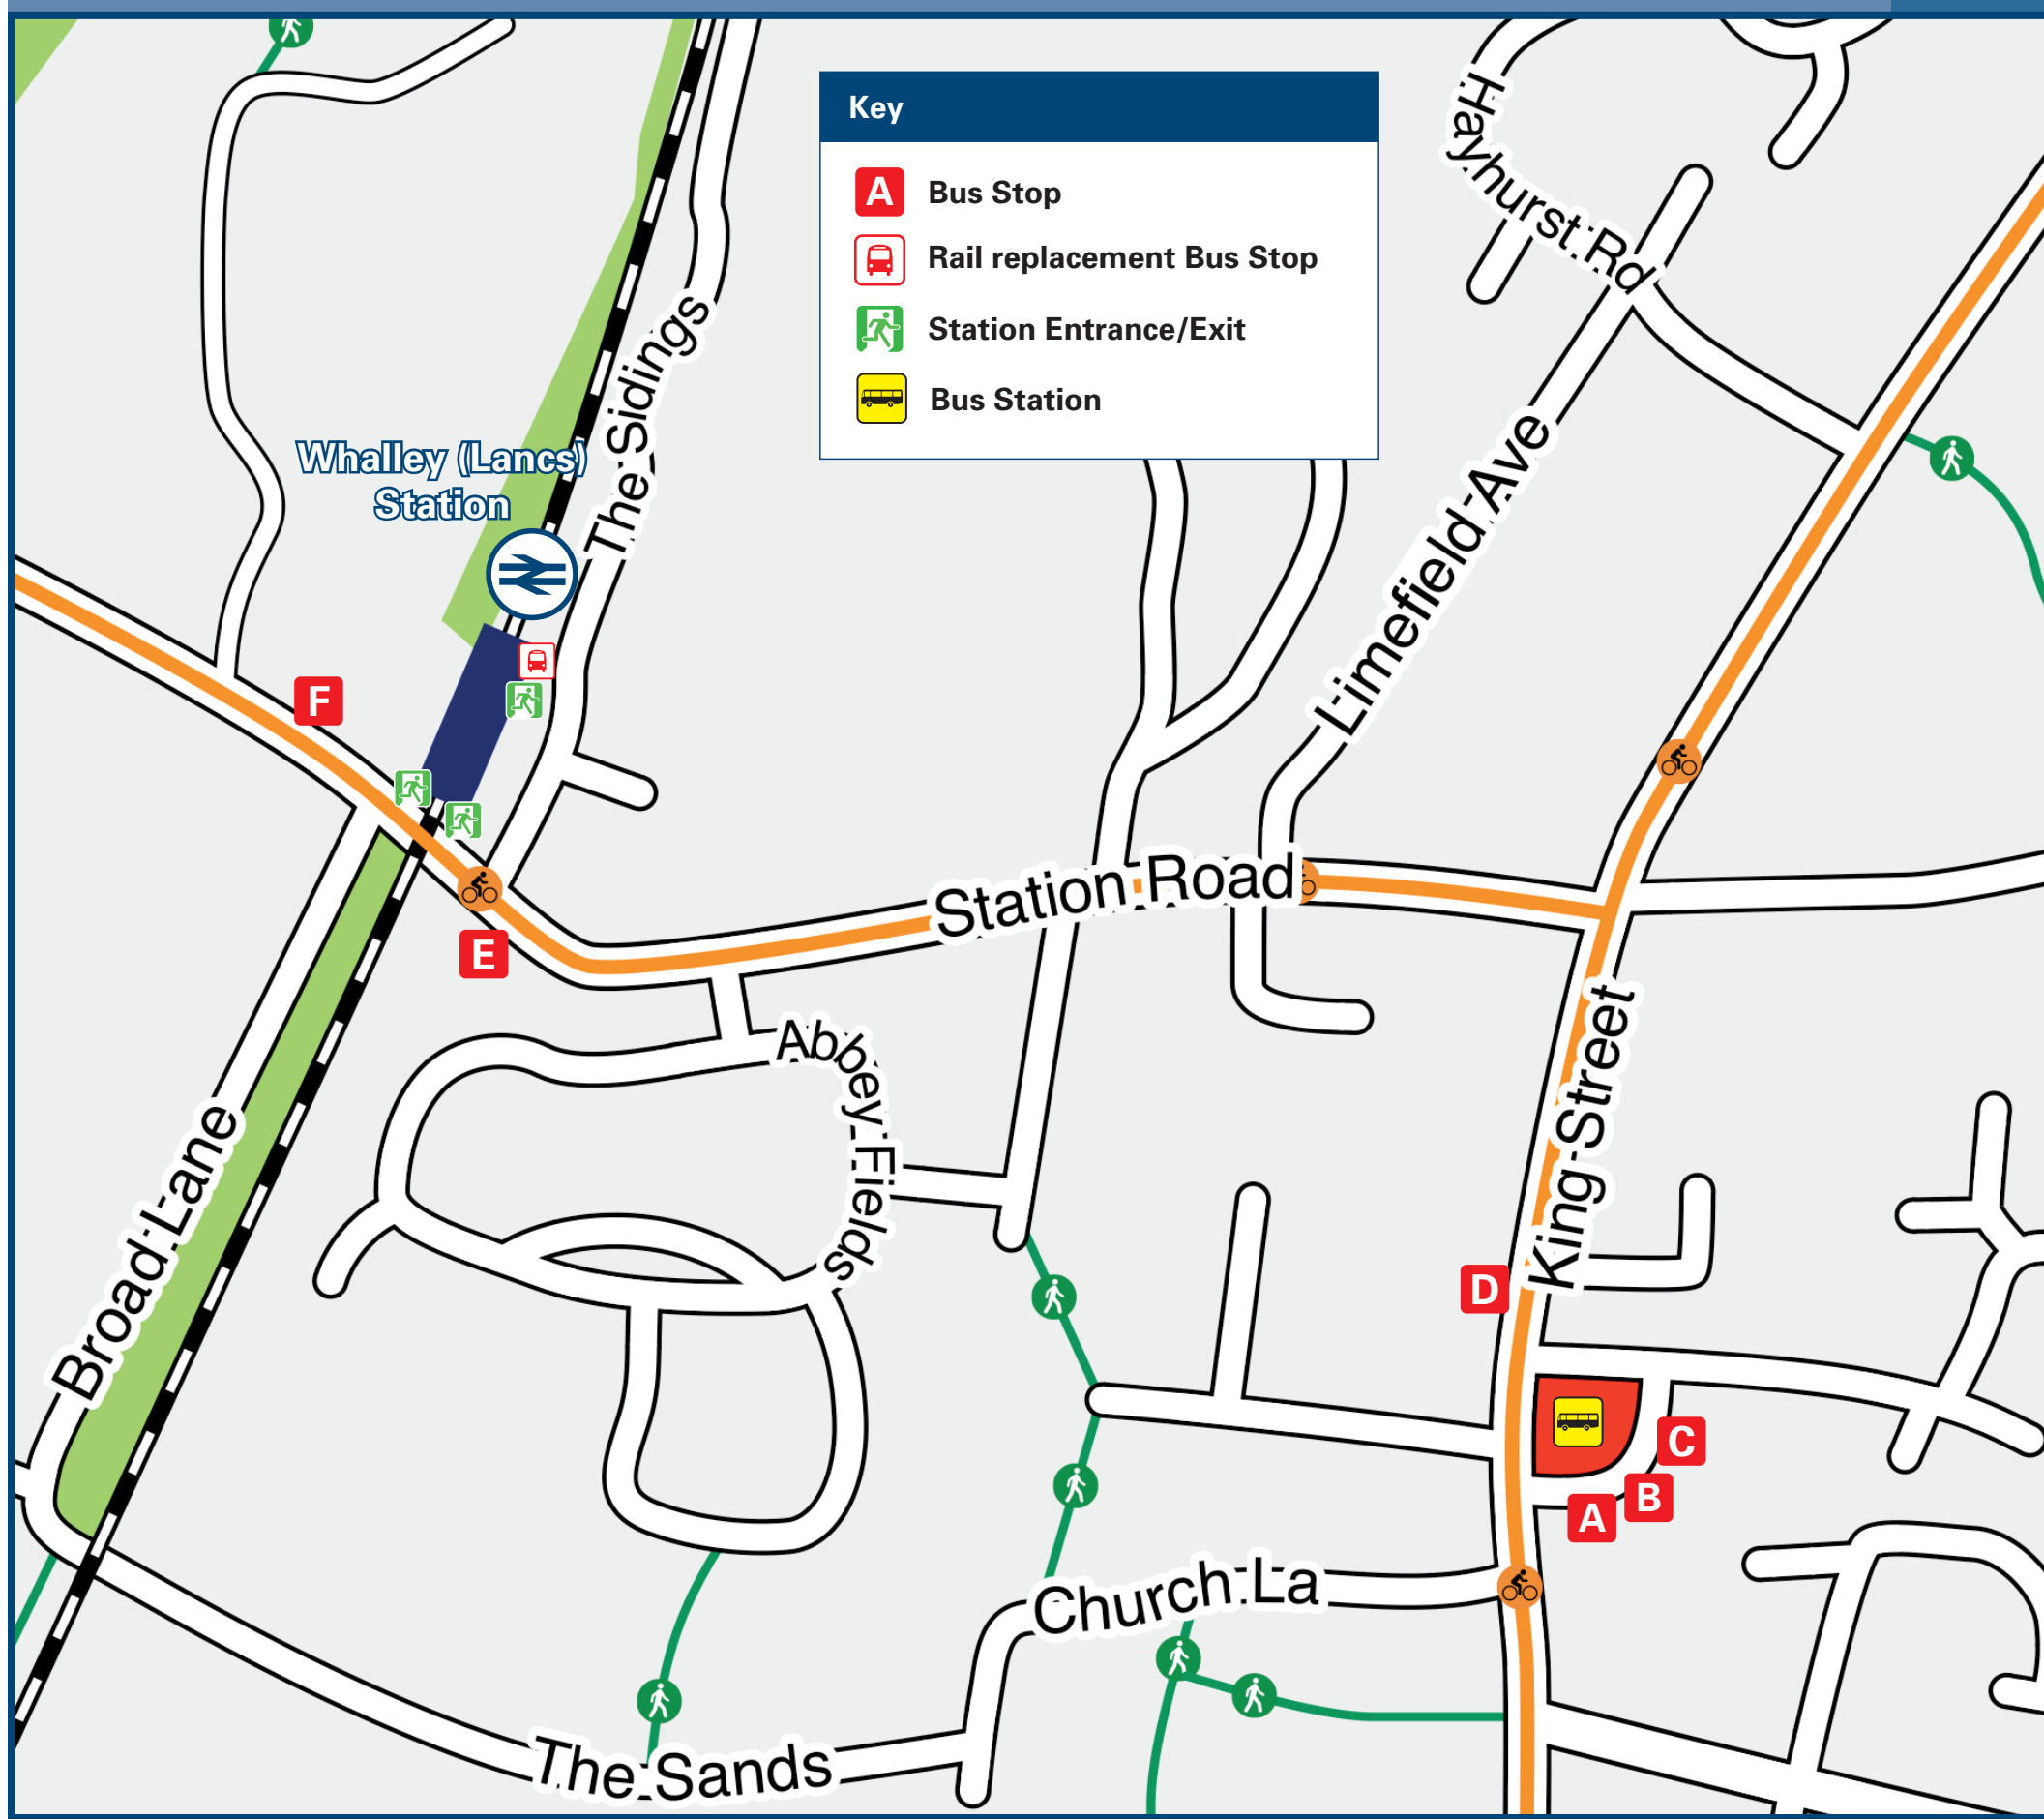 Key
A Bus Stop
Rail replacement Bus Stop
Station Entrance/Exit
Bus Station
Hayhurst Rd
The Sidings
Whalley (Lancs)
Station
Limefield Ave
F
Station Road
E
King Street
Abbey Fields
Broad Lane
D
C
B
A
Church La
The Sands